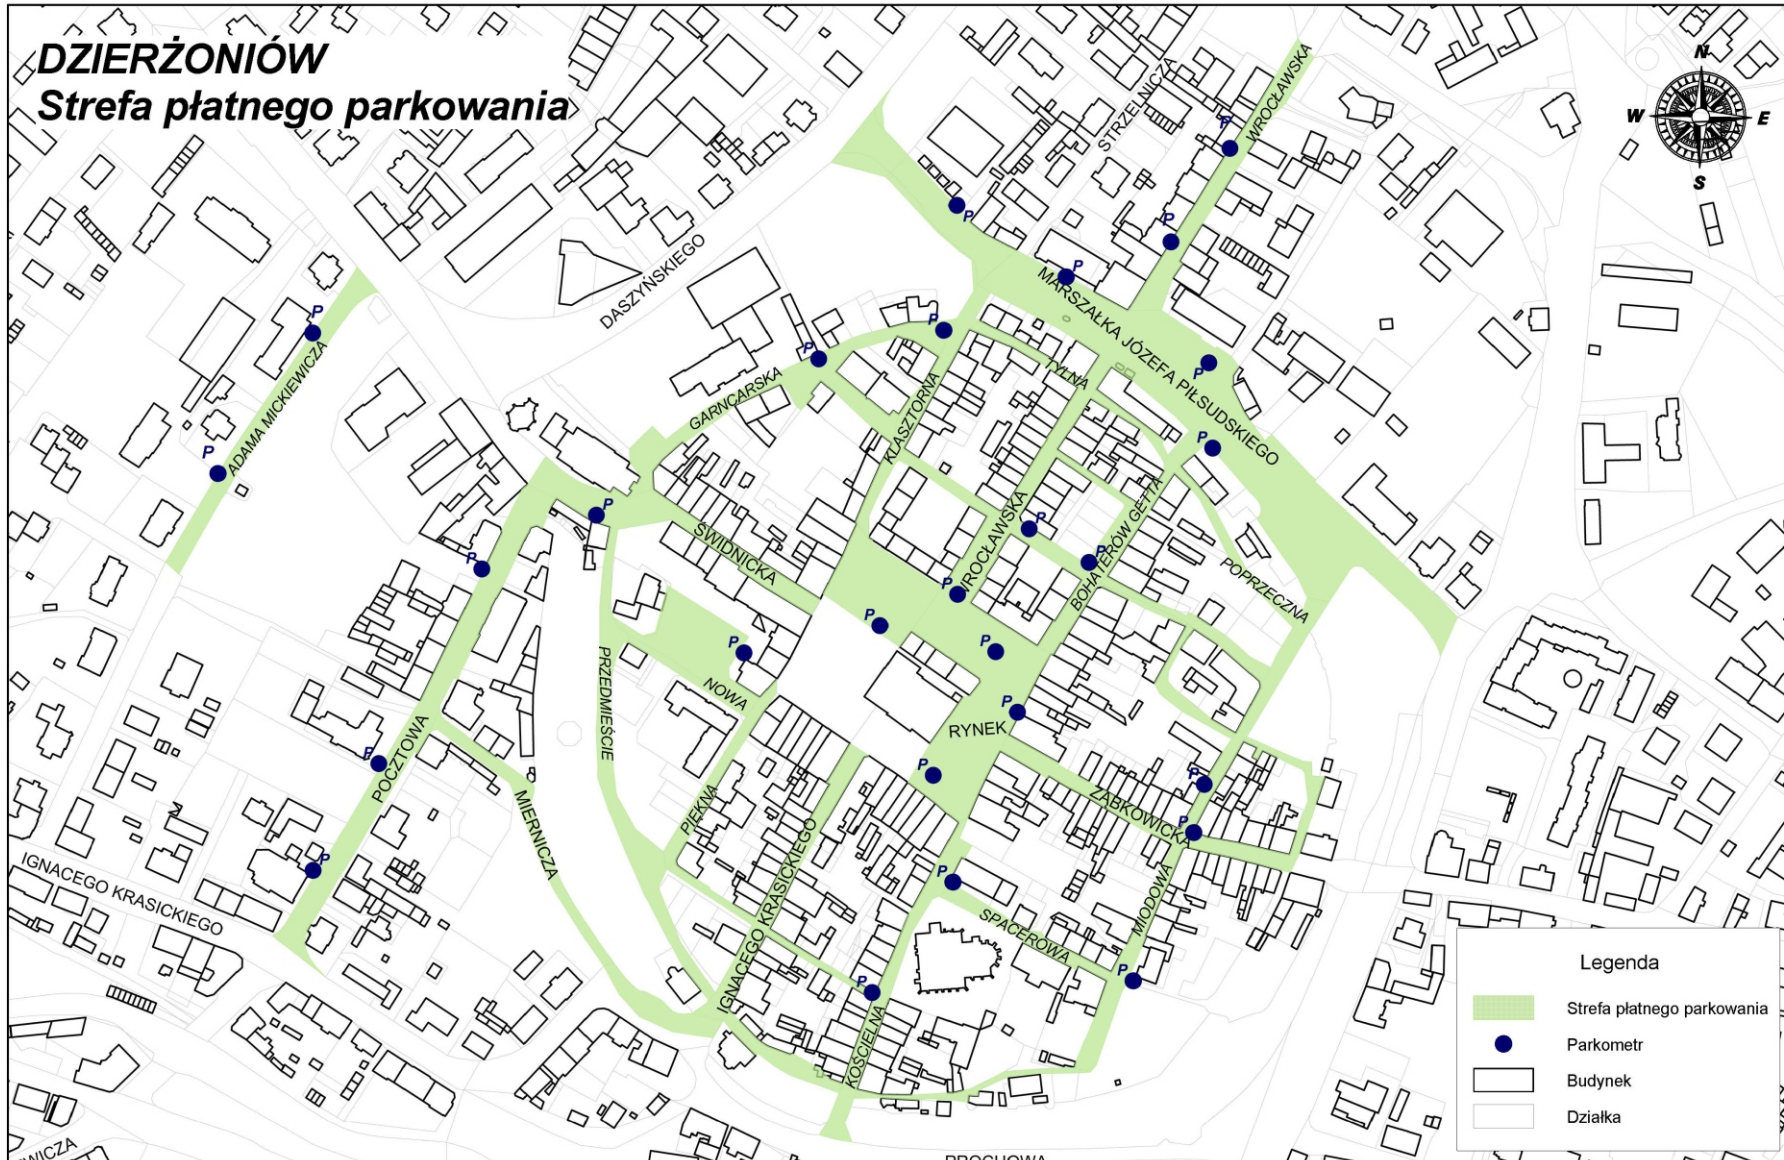 DZIERŻONIÓW
Strefa płatnego parkowania
N
W
E
S
STRZELNICZA
WROCŁAWSKA
P
P
P
P
DASZYŃSKIEGO
MARSZAŁKA JÓZEFA PIŁSUDSKIEGO
P
P
P
P
ADAMA MICKIEWICZA
P
GARNCARSKA
KLASZTORNA
TYLNA
P
P
P
P
P
P
ŚWIDNICKA
WROCŁAWSKA
BOHATERÓW GETTA
POPRZECZNA
P
P
P
P
PRZEDMIEŚCIE
NOWA
RYNEK
P
P
POCZTOWA
P
P
PIĘKNA
ZĄBKOWICKA
P
MIERNICZA
IGNACEGO KRASICKIEGO
IGNACEGO KRASICKIEGO
P
P
SPACEROWA
MIODOWA
P
P
KOŚCIELNA
Legenda
Strefa płatnego parkowania
Parkometr
Budynek
Działka